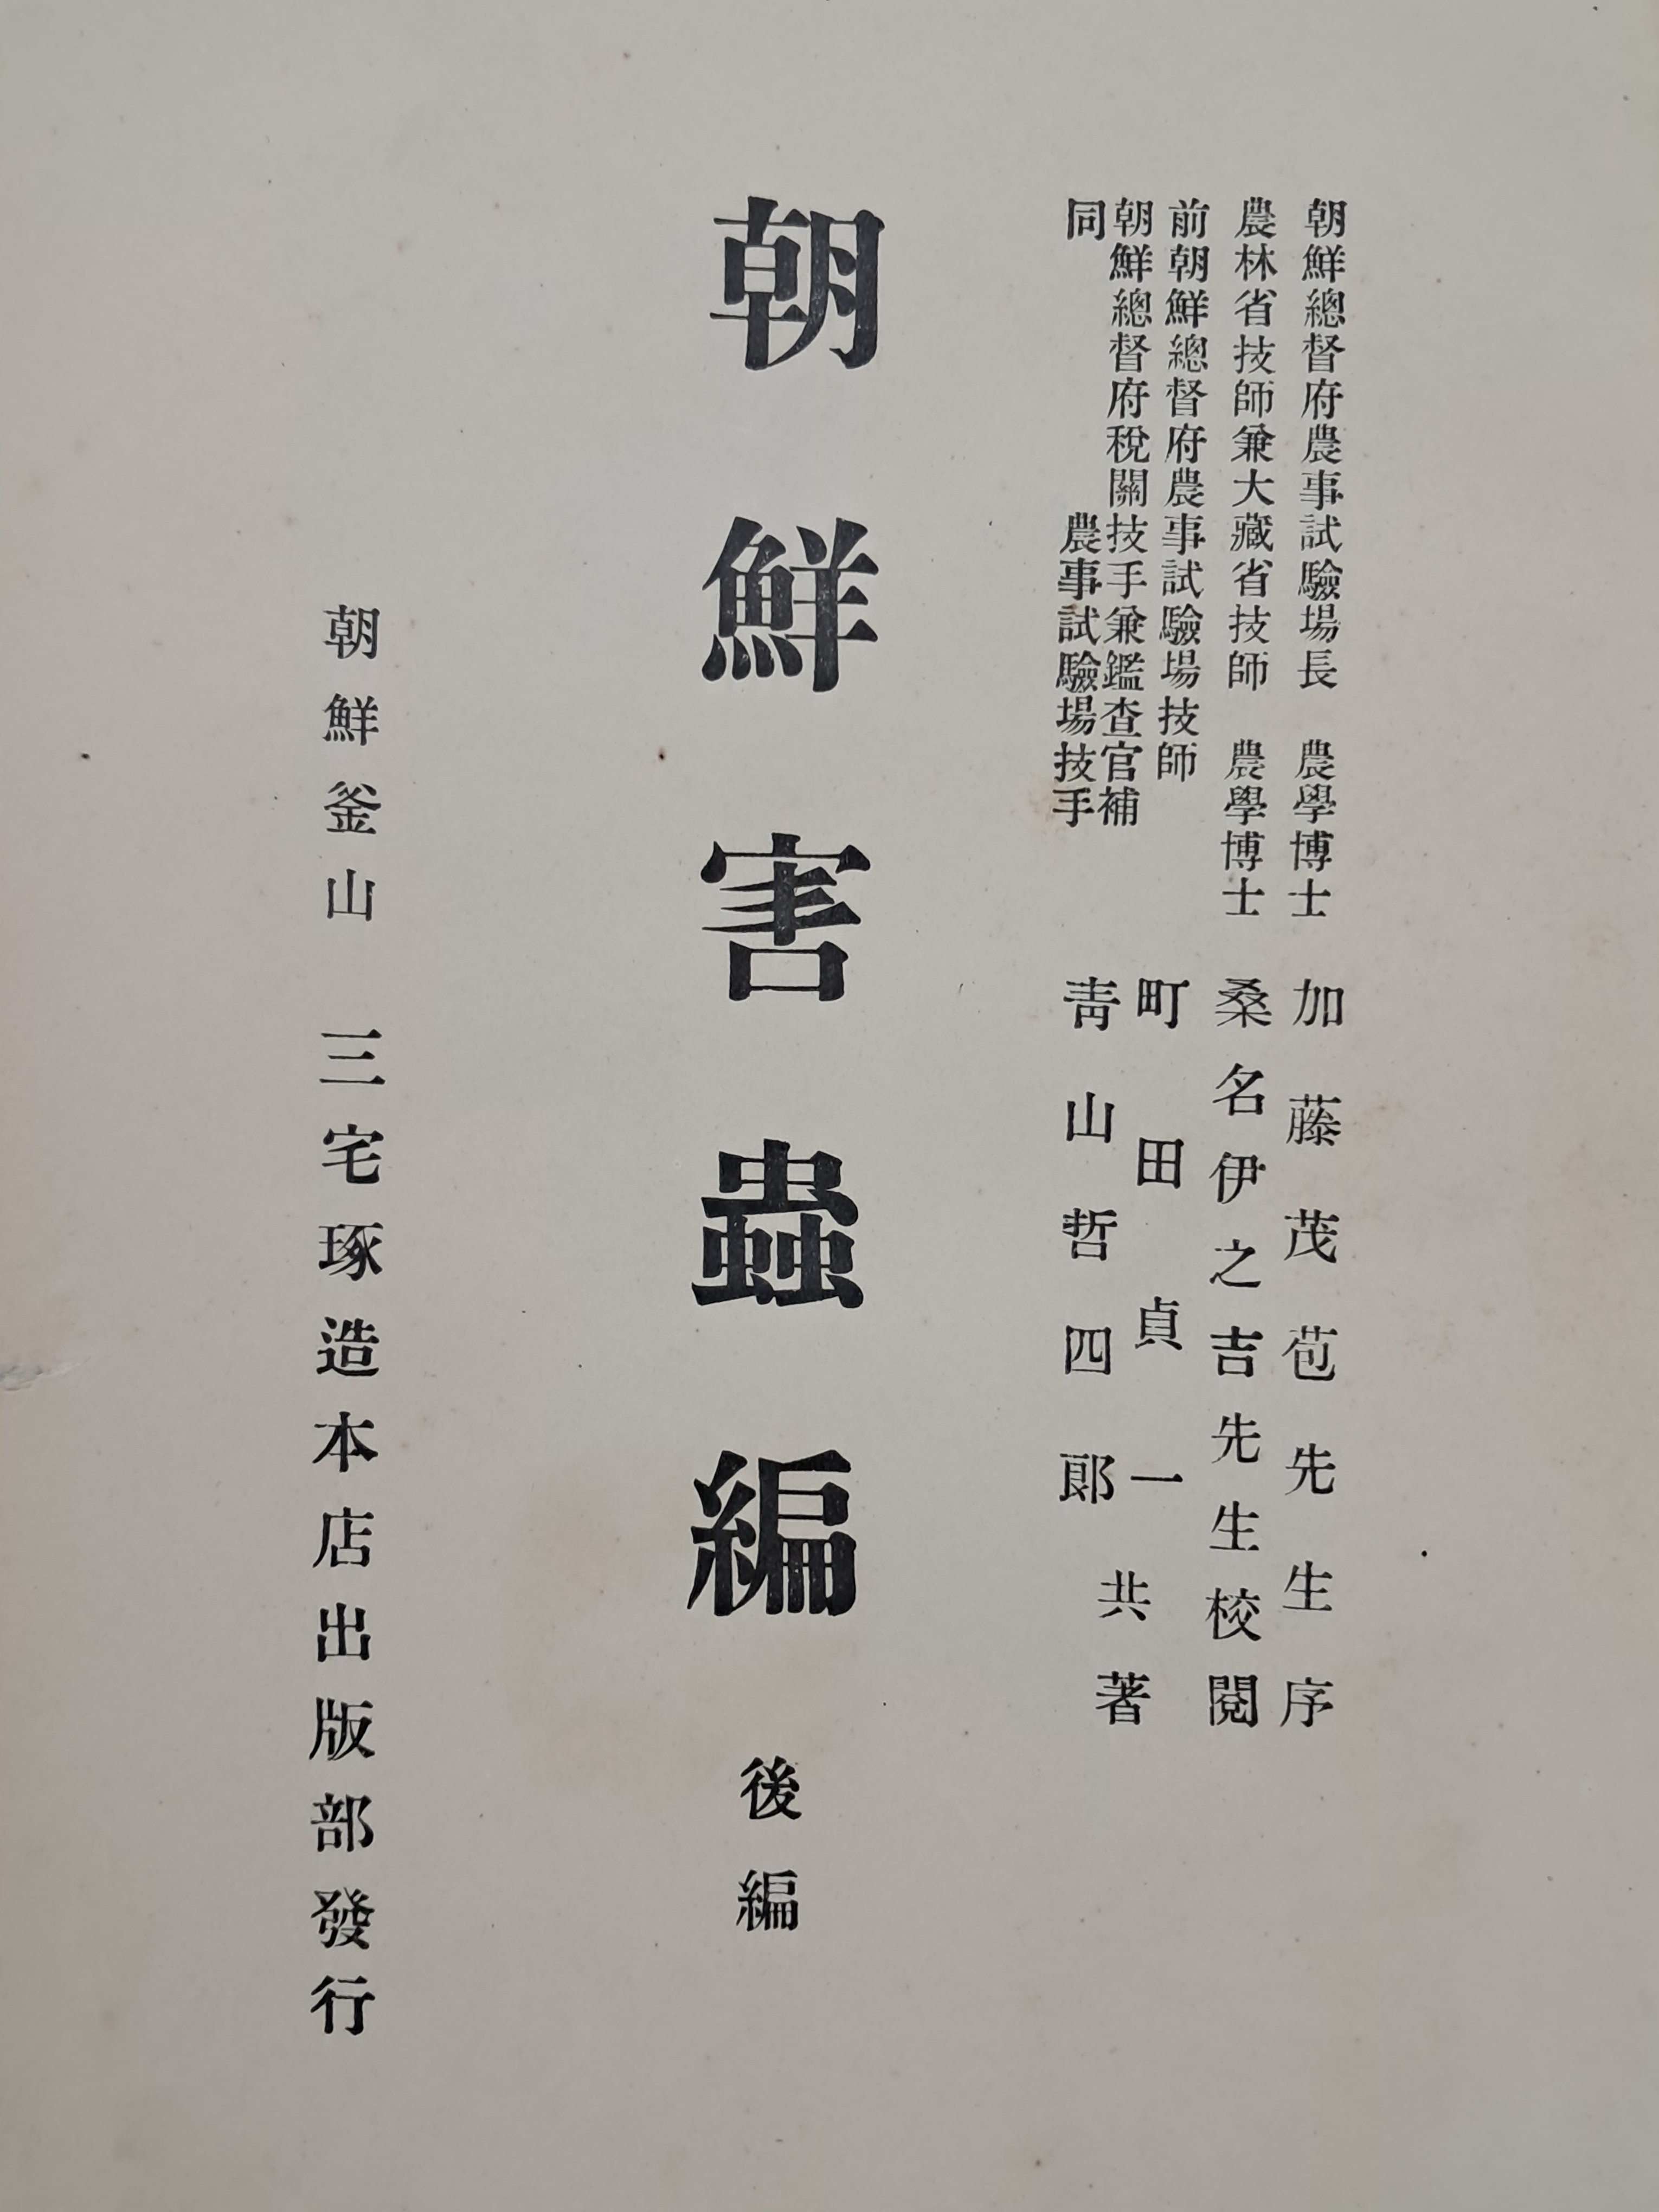 朝鮮總督府農事試驗場長 農學博士 加藤茂苞先生序
農林省技師兼大藏省技師 農學博士 桑名伊之吉先生校閱
前朝鮮總督府農事試驗場技師 町田貞一
朝鮮總督府稅關技手兼鑑查官補
同 農事試驗場技手 靑山哲四郞
共著
朝鮮害蟲編 後編
朝鮮釜山 三宅琢造本店出版部發行